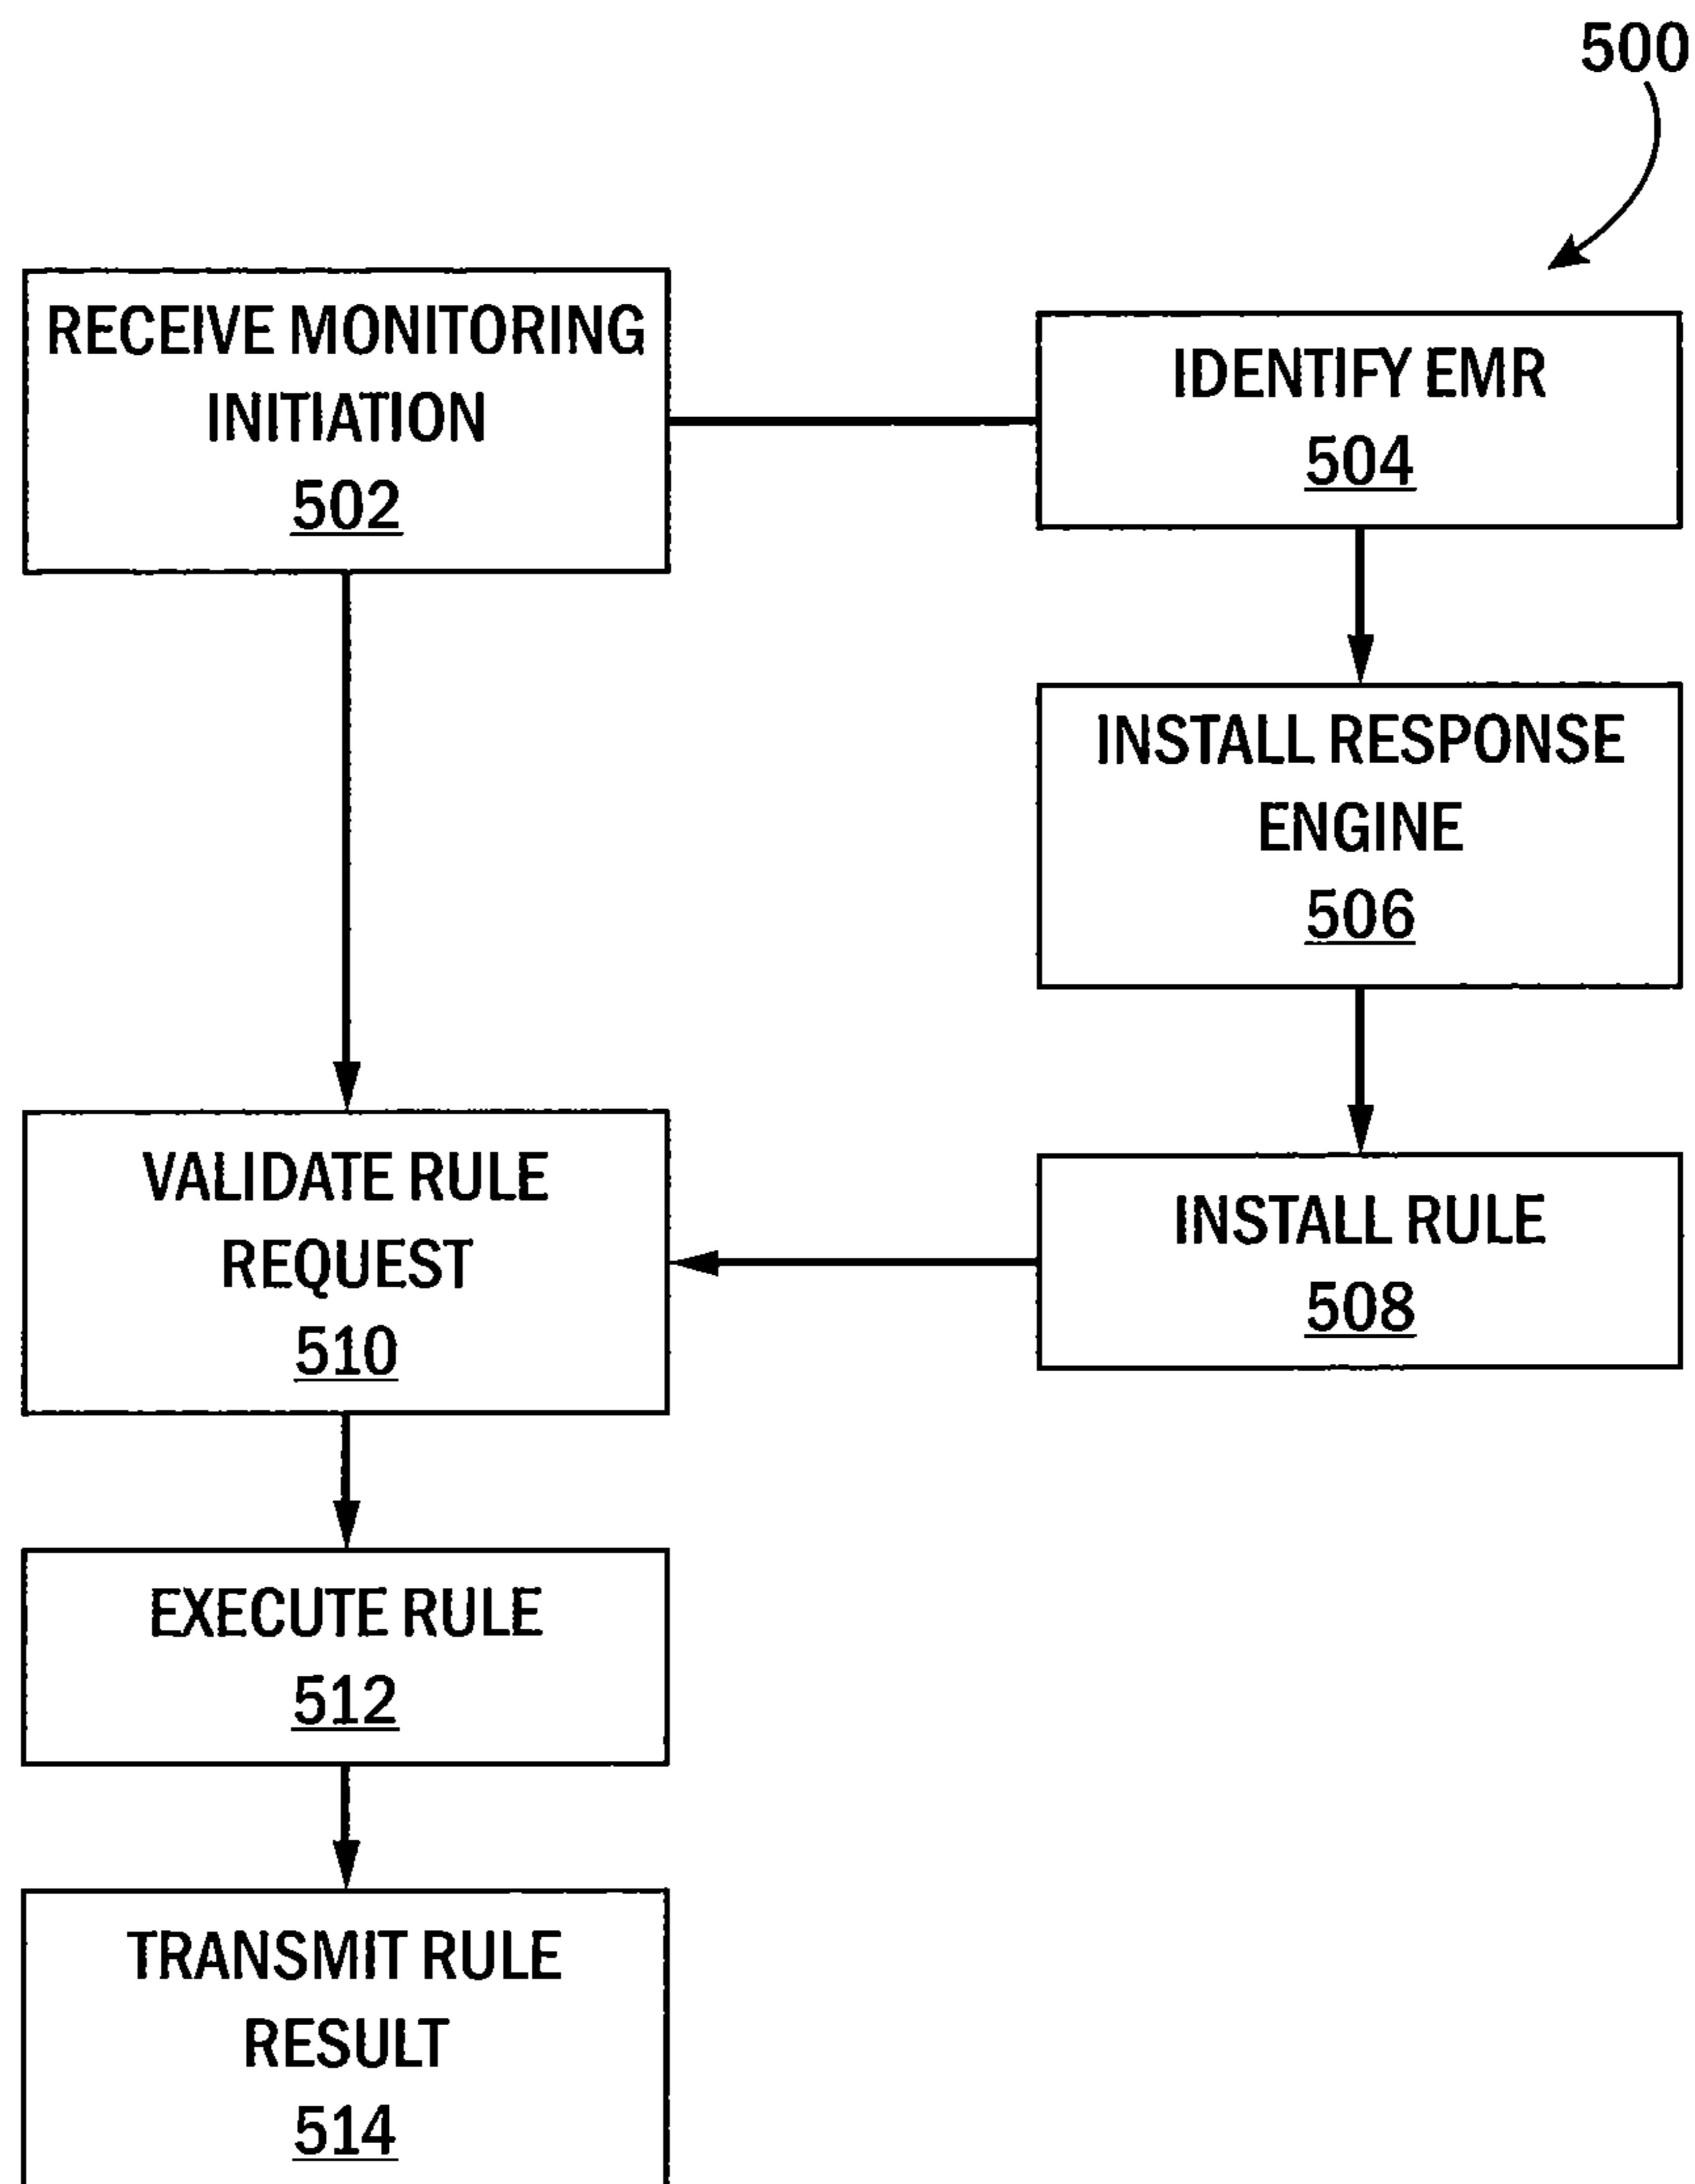 500
RECEIVE MONITORING
INITIATION
502
IDENTIFY EMR
504
INSTALL RESPONSE
ENGINE
506
INSTALL RULE
508
VALIDATE RULE
REQUEST
510
EXECUTE RULE
512
TRANSMIT RULE
RESULT
514